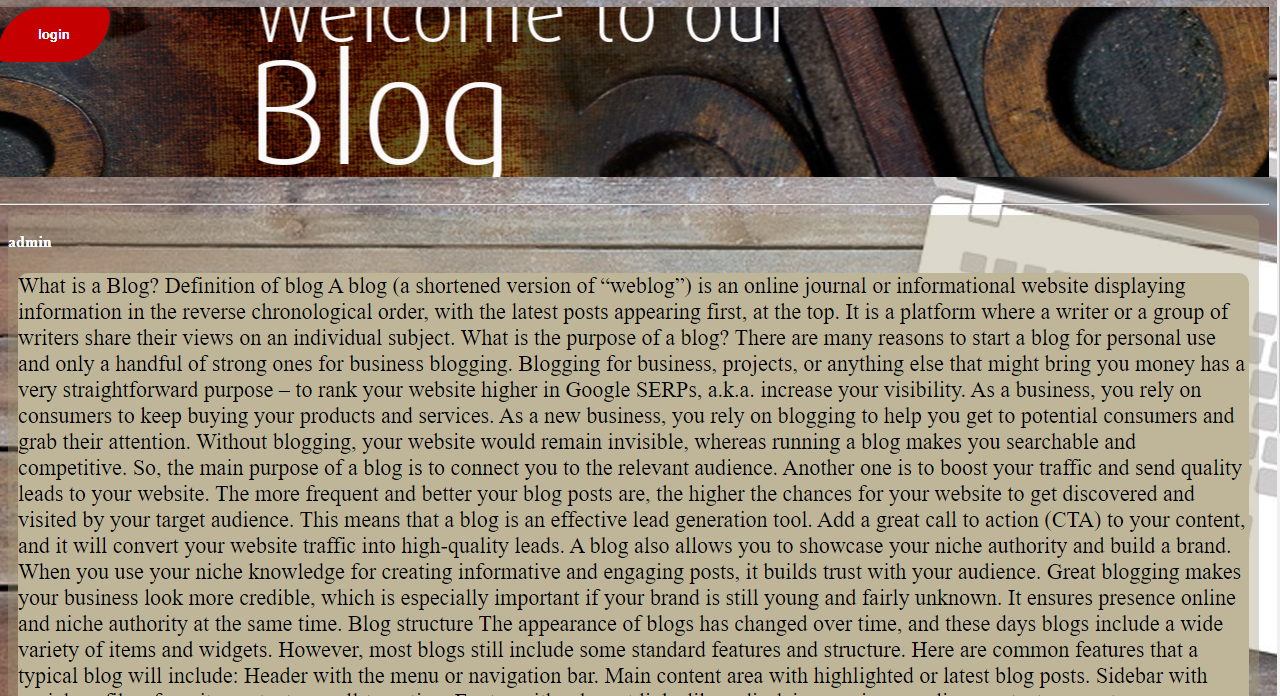 login
Welcome to our
Blog
admin
What is a Blog? Definition of blog A blog (a shortened version of “weblog”) is an online journal or informational website displaying
information in the reverse chronological order, with the latest posts appearing first, at the top. It is a platform where a writer or a group of
writers share their views on an individual subject. What is the purpose of a blog? There are many reasons to start a blog for personal use
and only a handful of strong ones for business blogging. Blogging for business, projects, or anything else that might bring you money has a
very straightforward purpose – to rank your website higher in Google SERPs, a.k.a. increase your visibility. As a business, you rely on
consumers to keep buying your products and services. As a new business, you rely on blogging to help you get to potential consumers and
grab their attention. Without blogging, your website would remain invisible, whereas running a blog makes you searchable and
competitive. So, the main purpose of a blog is to connect you to the relevant audience. Another one is to boost your traffic and send quality
leads to your website. The more frequent and better your blog posts are, the higher the chances for your website to get discovered and
visited by your target audience. This means that a blog is an effective lead generation tool. Add a great call to action (CTA) to your content,
and it will convert your website traffic into high-quality leads. A blog also allows you to showcase your niche authority and build a brand.
When you use your niche knowledge for creating informative and engaging posts, it builds trust with your audience. Great blogging makes
your business look more credible, which is especially important if your brand is still young and fairly unknown. It ensures presence online
and niche authority at the same time. Blog structure The appearance of blogs has changed over time, and these days blogs include a wide
variety of items and widgets. However, most blogs still include some standard features and structure. Here are common features that a
typical blog will include: Header with the menu or navigation bar. Main content area with highlighted or latest blog posts. Sidebar with